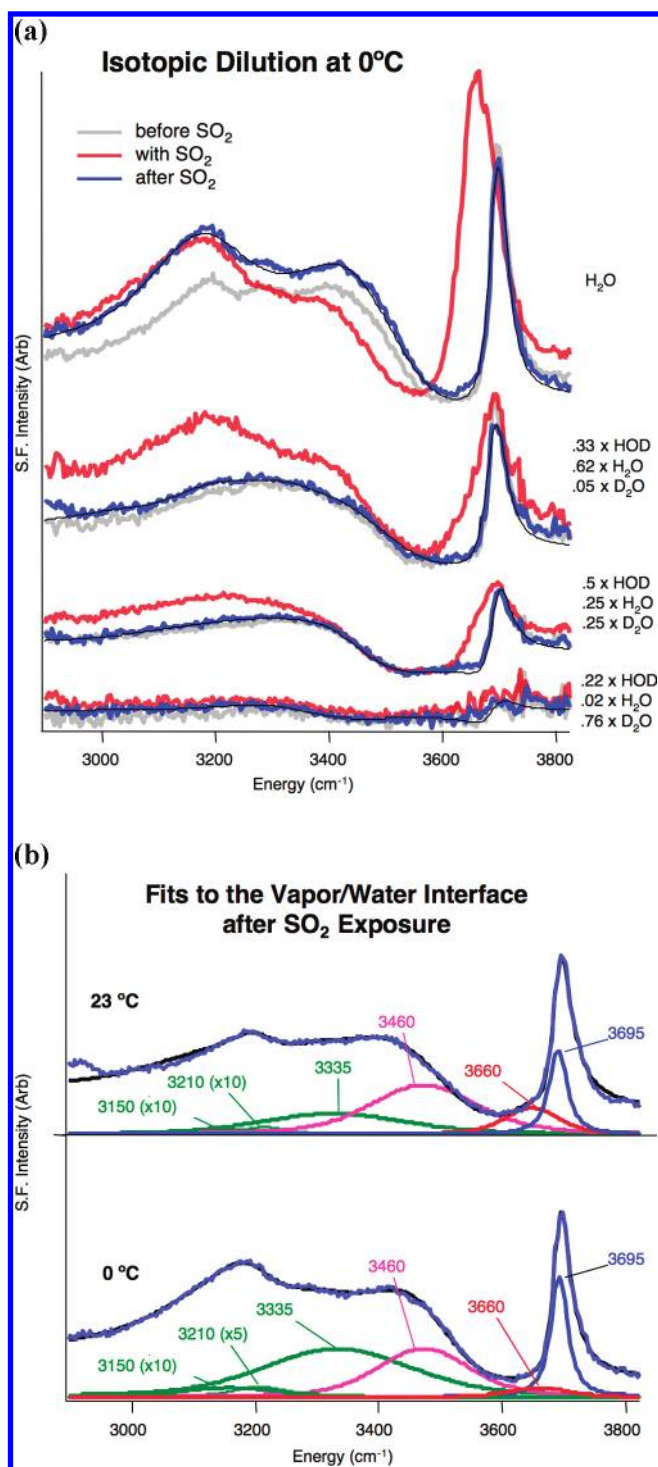 (a)
Isotopic Dilution at 0ºC
before SO₂
with SO₂
after SO₂
S.F. Intensity (Arb)
H₂O
.33 x HOD
.62 x H₂O
.05 x D₂O
.5 x HOD
.25 x H₂O
.25 x D₂O
.22 x HOD
.02 x H₂O
.76 x D₂O
3000 3200 3400 3600 3800
Energy (cm⁻¹)
(b)
Fits to the Vapor/Water Interface
after SO₂ Exposure
23 ºC
S.F. Intensity (Arb)
3150 (x10)
3210 (x10)
3335
3460
3660
3695
0 ºC
3150 (x10)
3210 (x5)
3335
3460
3660
3695
3000 3200 3400 3600 3800
Energy (cm⁻¹)